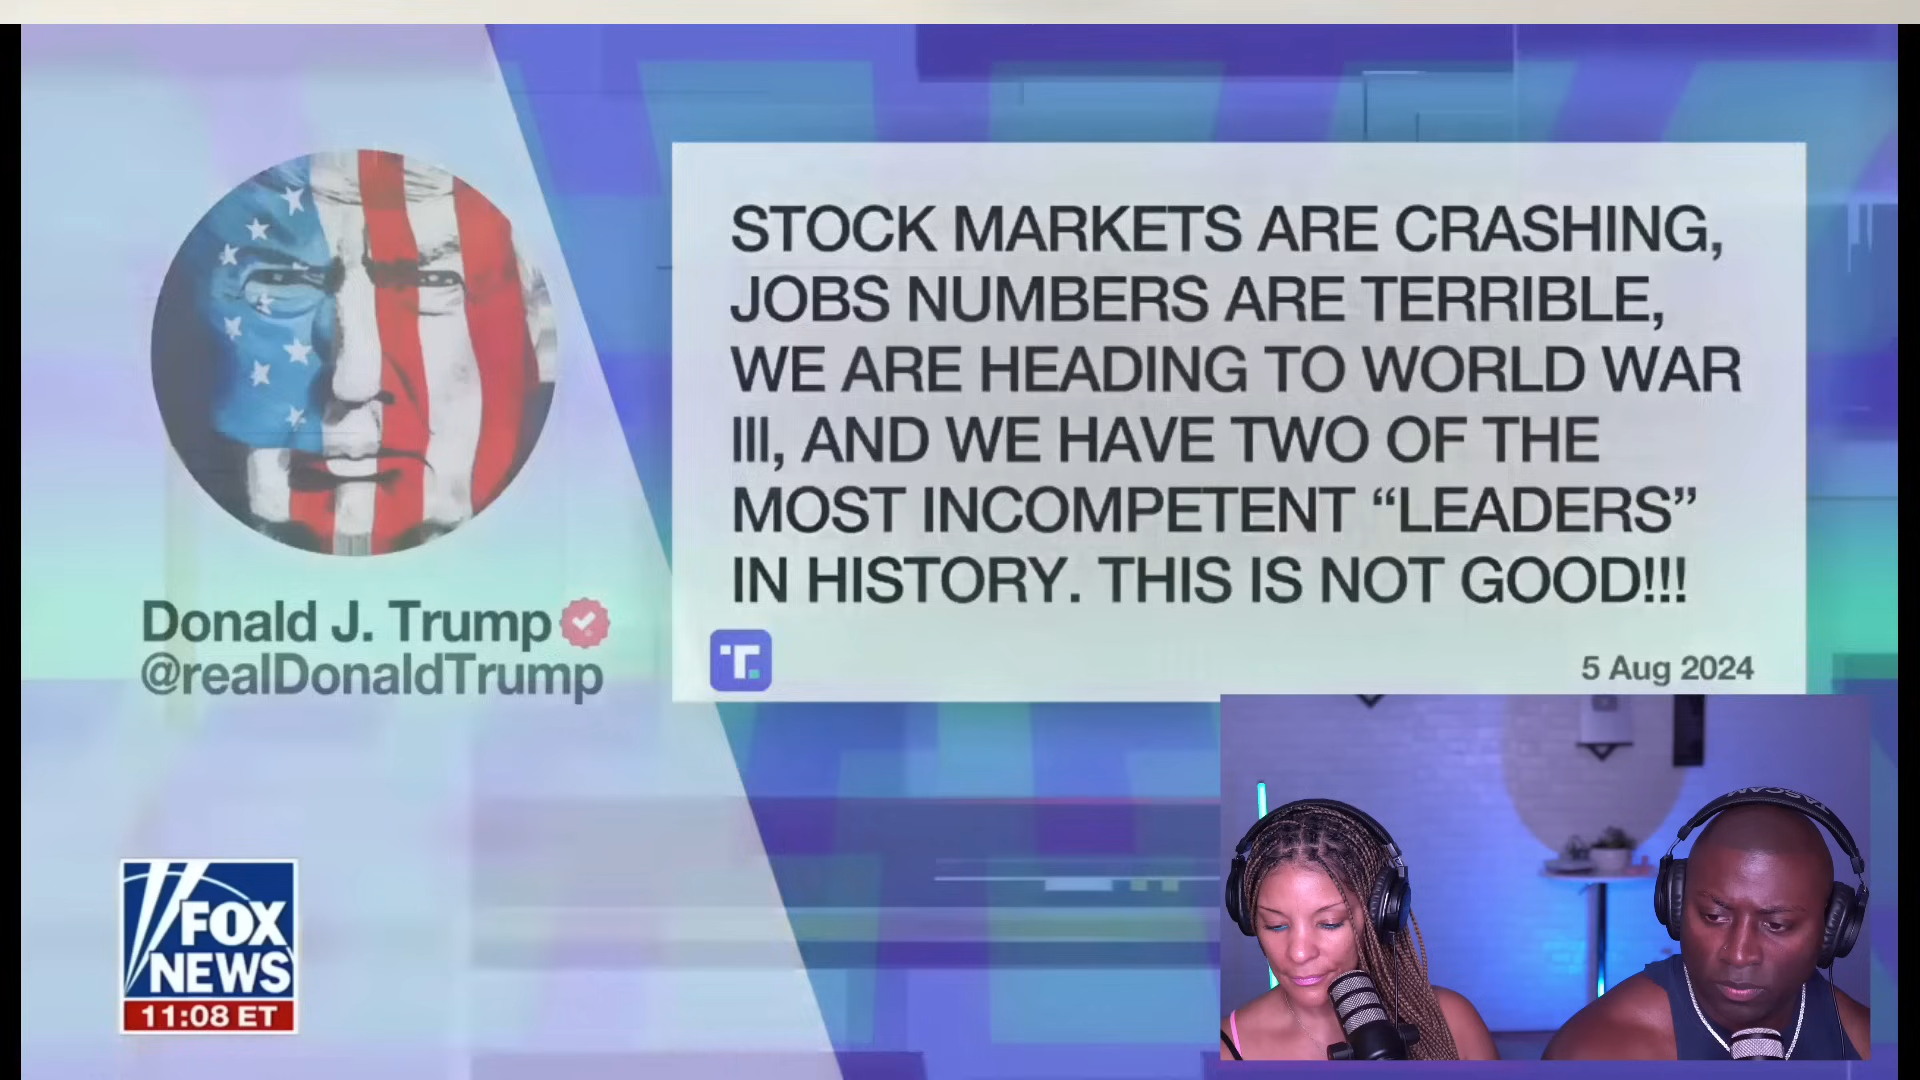 STOCK MARKETS ARE CRASHING,
JOBS NUMBERS ARE TERRIBLE,
WE ARE HEADING TO WORLD WAR
III, AND WE HAVE TWO OF THE
MOST INCOMPETENT “LEADERS”
IN HISTORY. THIS IS NOT GOOD!!!
T.
5 Aug 2024
Donald J. Trump
@realDonaldTrump
FOX
NEWS
11:08 ET
TASCAM